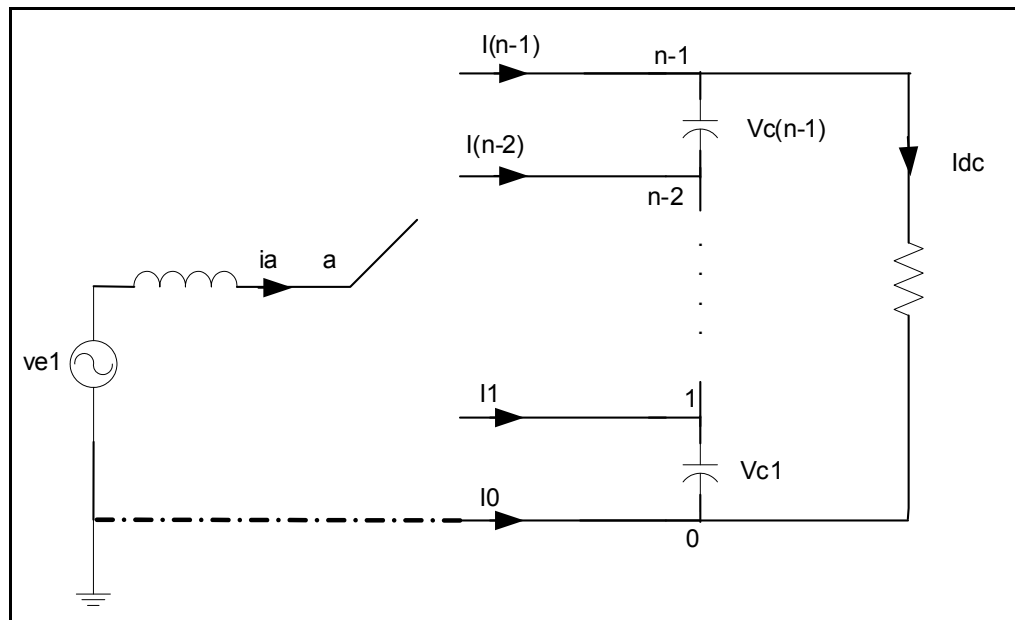 I(n-1)
n-1
Vc(n-1)
I(n-2)
Idc
n-2
ia
a
ve1
I1
1
Vc1
I0
0